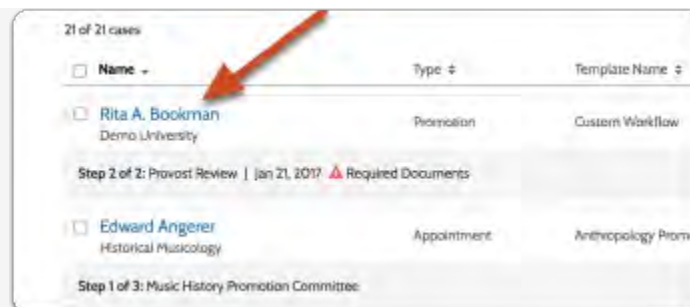 21 of 21 cases
Name Type Template Name
Rita A. Bookman Promotion Custom Workflow
Demo University
Step 2 of 2: Provost Review | Jan 21, 2017 Required Documents
Edward Angerer Appointment Anthropology Prom
Historical Musicology
Step 1 of 3: Music History Promotion Committee